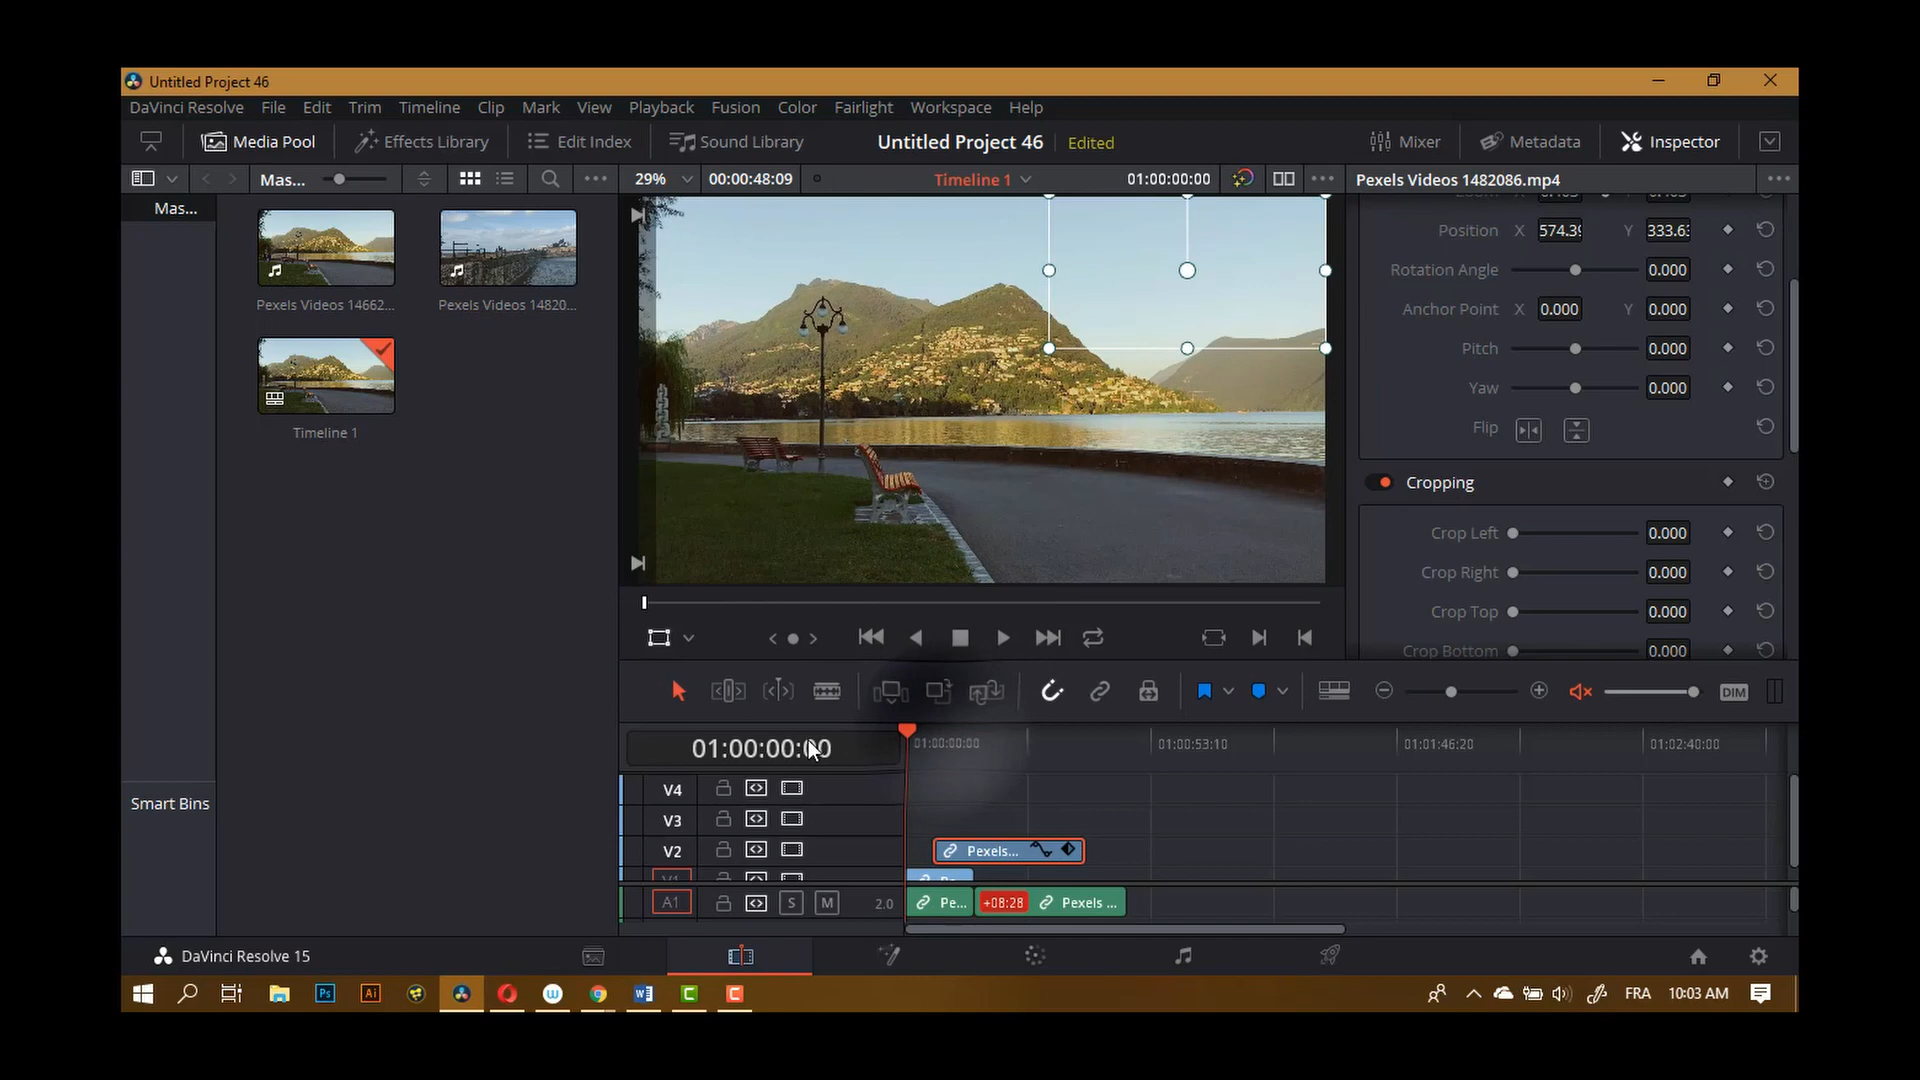 Untitled Project 46
DaVinci Resolve File Edit Trim Timeline Clip Mark View Playback Fusion Color Fairlight Workspace Help
Media Pool Effects Library Edit Index Sound Library Untitled Project 46 Edited Mixer Metadata Inspector
Mas... 29% 00:00:48:09 Timeline 1 01:00:00:00 Pexels Videos 1482086.mp4
Mas...
Position X 574.39 Y 333.63
Rotation Angle 0.000
Pexels Videos 14662... Pexels Videos 14820...
Anchor Point X 0.000 Y 0.000
Pitch 0.000
Yaw 0.000
Flip
Timeline 1
Cropping
Crop Left 0.000
Crop Right 0.000
Crop Top 0.000
Crop Bottom 0.000
DIM
01:00:00:00 01:00:00:00 01:00:53:10 01:01:46:20 01:02:40:00
V4
Smart Bins
V3
V2 Pexels...
V1
A1 S M 2.0 Pe... +08:28 Pexels ...
DaVinci Resolve 15
Ps Ai FRA 10:03 AM